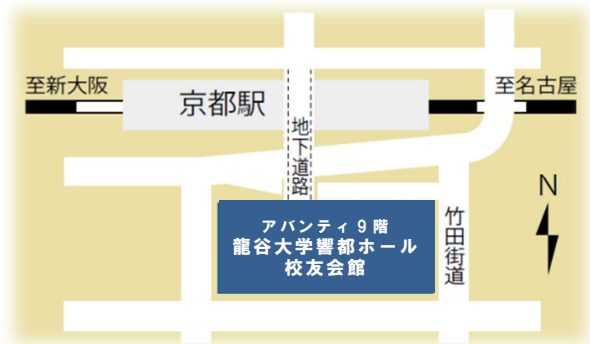 至新大阪
京都駅
至名古屋
地下道路
N
アバンティ9階
龍谷大学響都ホール
校友会館
竹田街道